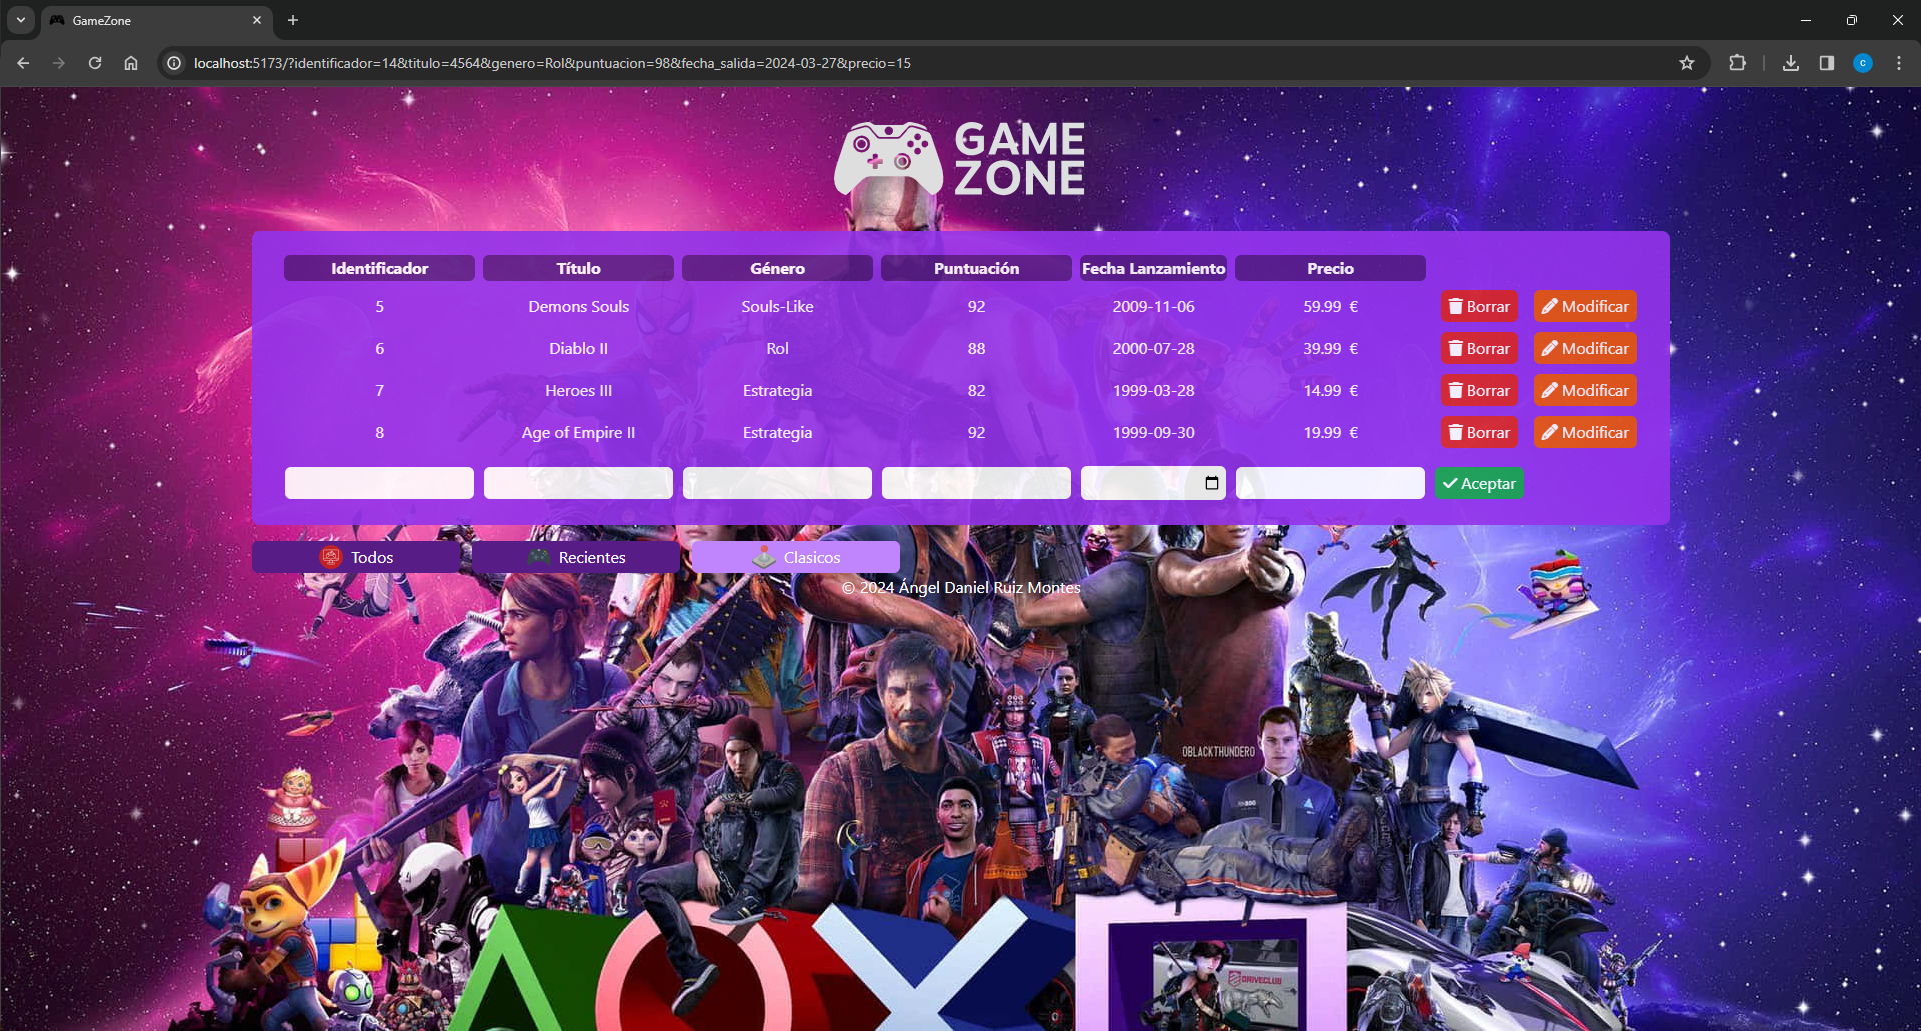 GameZone
localhost:5173/?identificador=14&titulo=4564&genero=Rol&puntuacion=98&fecha_salida=2024-03-27&precio=15
c
GAME
ZONE
Identificador Título Género Puntuación Fecha Lanzamiento Precio
5 Demons Souls Souls-Like 92 2009-11-06 59.99 € Borrar Modificar
6 Diablo II Rol 88 2000-07-28 39.99 € Borrar Modificar
7 Heroes III Estrategia 82 1999-03-28 14.99 € Borrar Modificar
8 Age of Empire II Estrategia 92 1999-09-30 19.99 € Borrar Modificar
Aceptar
Todos Recientes Clasicos
© 2024 Ángel Daniel Ruiz Montes
OBLACKTHUNDERO
DRIVECLUB